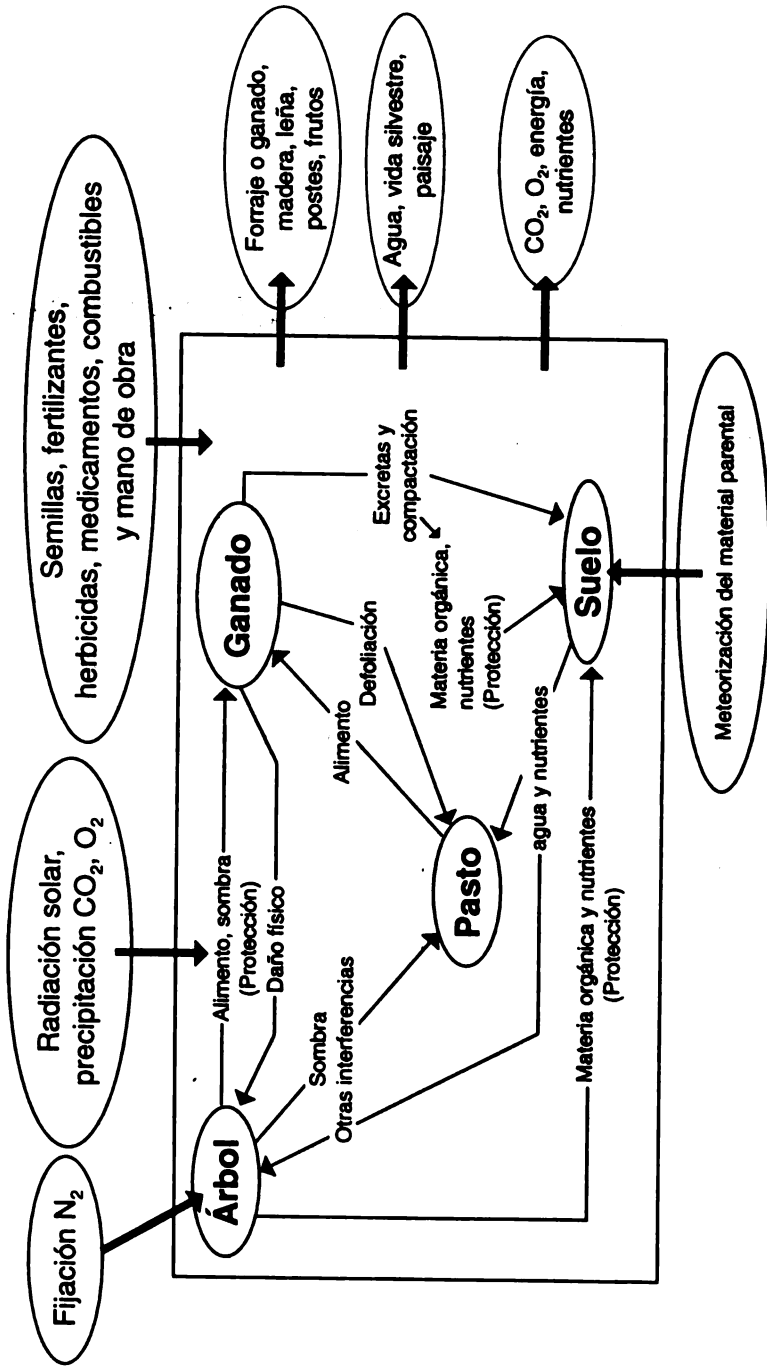 Fijación N₂
Radiación solar,
precipitación CO₂, O₂
Semillas, fertilizantes,
herbicidas, medicamentos, combustibles
y mano de obra
Árbol
Alimento, sombra
(Protección)
Daño físico
Ganado
Sombra
Otras interferencias
Alimento
Defoliación
Excretas y
compactación
Materia orgánica,
nutrientes
(Protección)
Pasto
agua y nutrientes
Suelo
Materia orgánica y nutrientes
(Protección)
Meteorización del material parental
Forraje o ganado,
madera, leña,
postes, frutos
Agua, vida silvestre,
paisaje
CO₂, O₂, energía,
nutrientes